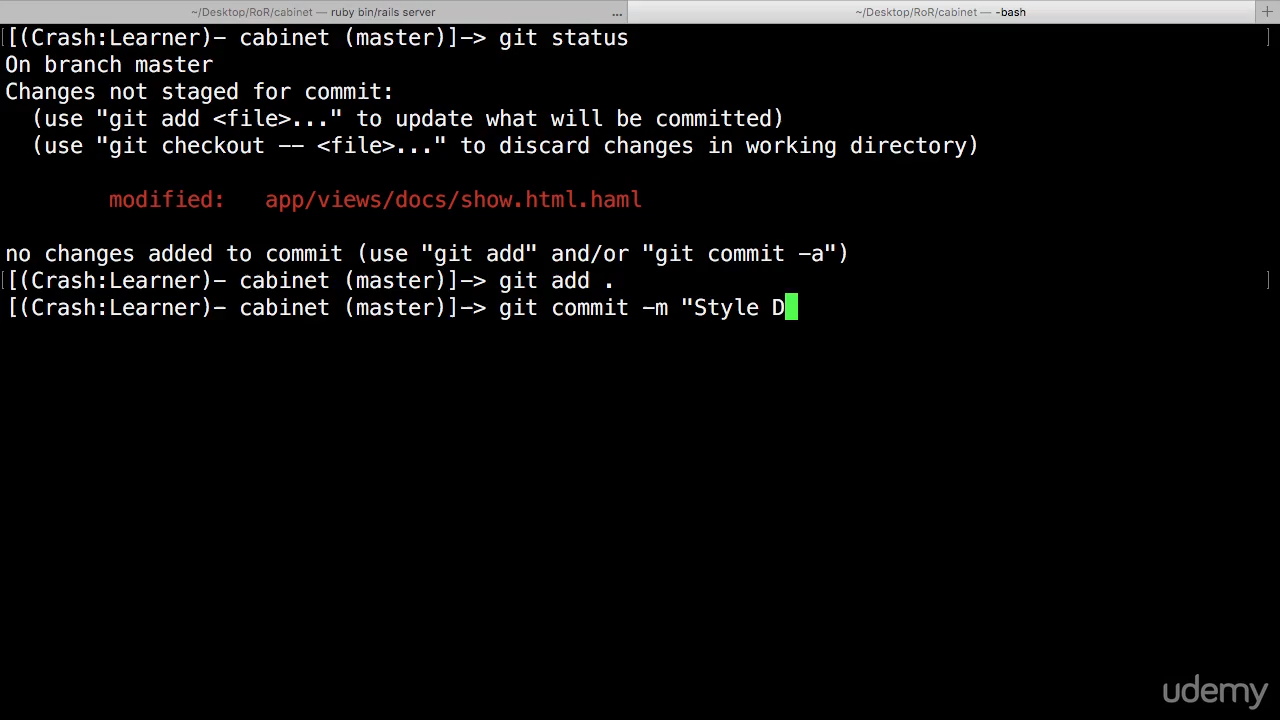 ~/Desktop/RoR/cabinet — ruby bin/rails server ... ~/Desktop/RoR/cabinet — -bash +
[(Crash:Learner)- cabinet (master)]-> git status
On branch master
Changes not staged for commit:
  (use "git add <file>..." to update what will be committed)
  (use "git checkout -- <file>..." to discard changes in working directory)
        modified:   app/views/docs/show.html.haml
no changes added to commit (use "git add" and/or "git commit -a")
[(Crash:Learner)- cabinet (master)]-> git add .
[(Crash:Learner)- cabinet (master)]-> git commit -m "Style D
udemy